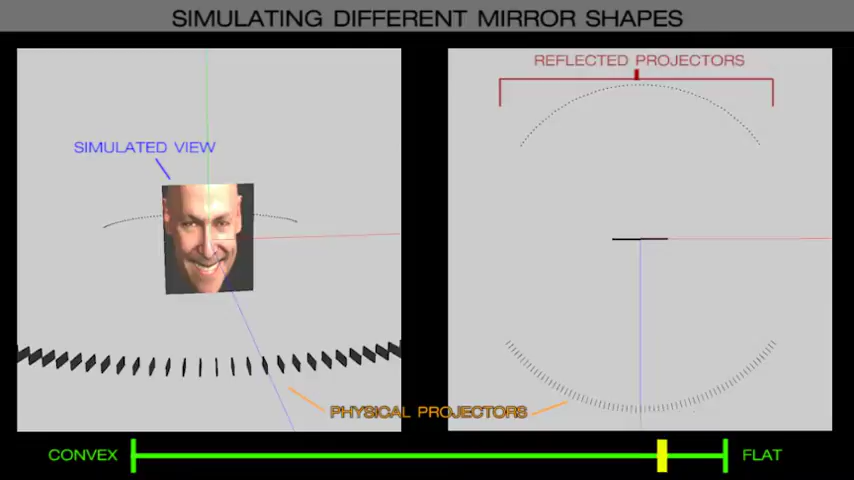 SIMULATING DIFFERENT MIRROR SHAPES
REFLECTED PROJECTORS
SIMULATED VIEW
PHYSICAL PROJECTORS
CONVEX
FLAT